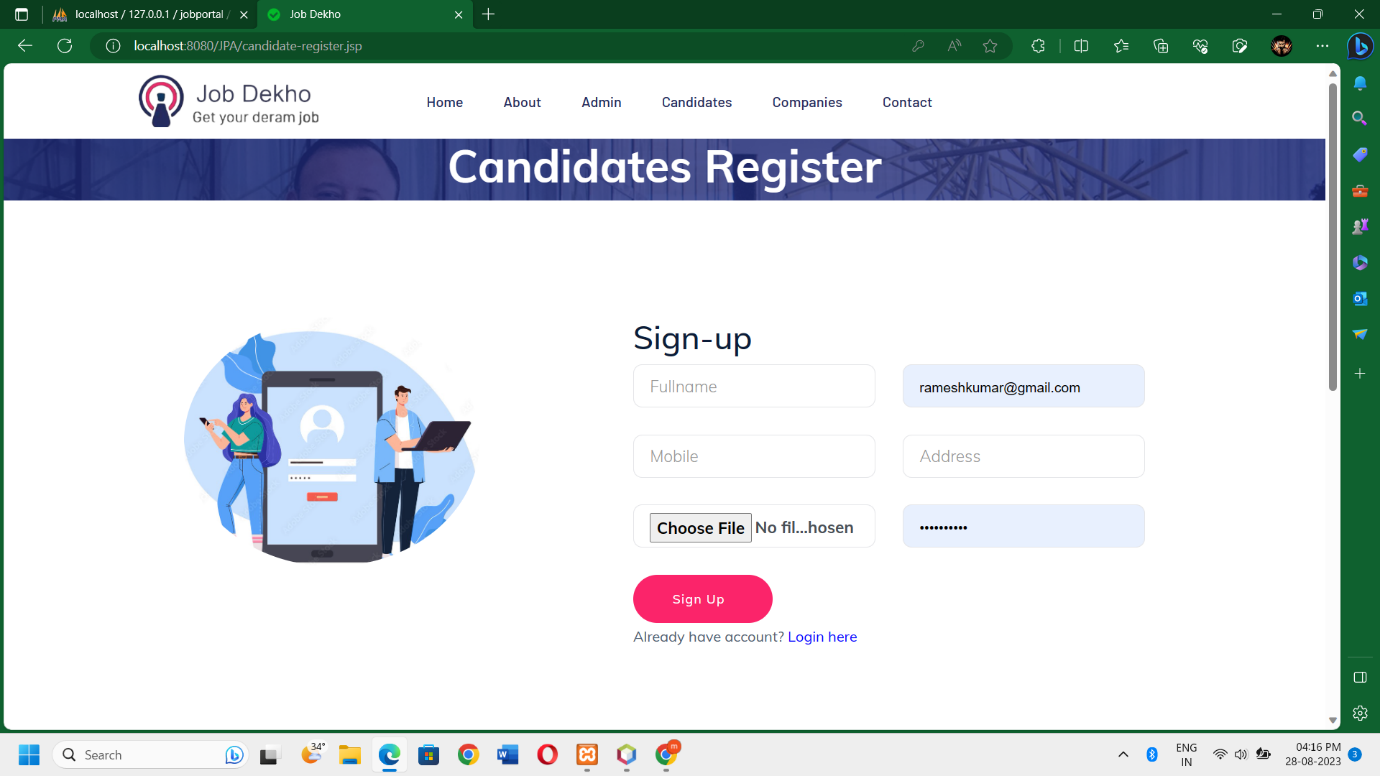 localhost / 127.0.0.1 / jobportal /
Job Dekho
localhost:8080/JPA/candidate-register.jsp
Job Dekho
Get your deram job
Home
About
Admin
Candidates
Companies
Contact
Candidates Register
Sign-up
Fullname
rameshkumar@gmail.com
Mobile
Address
Choose File No fil...hosen
••••••••••
Sign Up
Already have account? Login here
Search
34°
ENG
IN
04:16 PM
28-08-2023
3